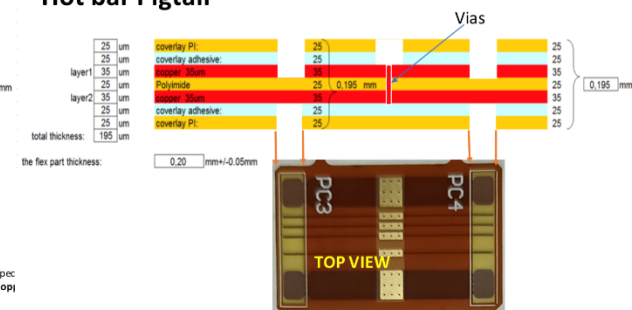 Hot bar Pigtail
Vias
25 um coverlay PI: 25 25
25 um coverlay adhesive: 25 25
layer1 35 um copper 35um 35 35
mm 25 um Polyimide 25 0,195 mm 25 0,195 mm
layer2 35 um copper 35um 35 35
25 um coverlay adhesive: 25 25
25 um coverlay PI: 25 25
total thickness: 195 um
the flex part thickness: 0,20 mm+/-0.05mm
PC3 PC4
TOP VIEW